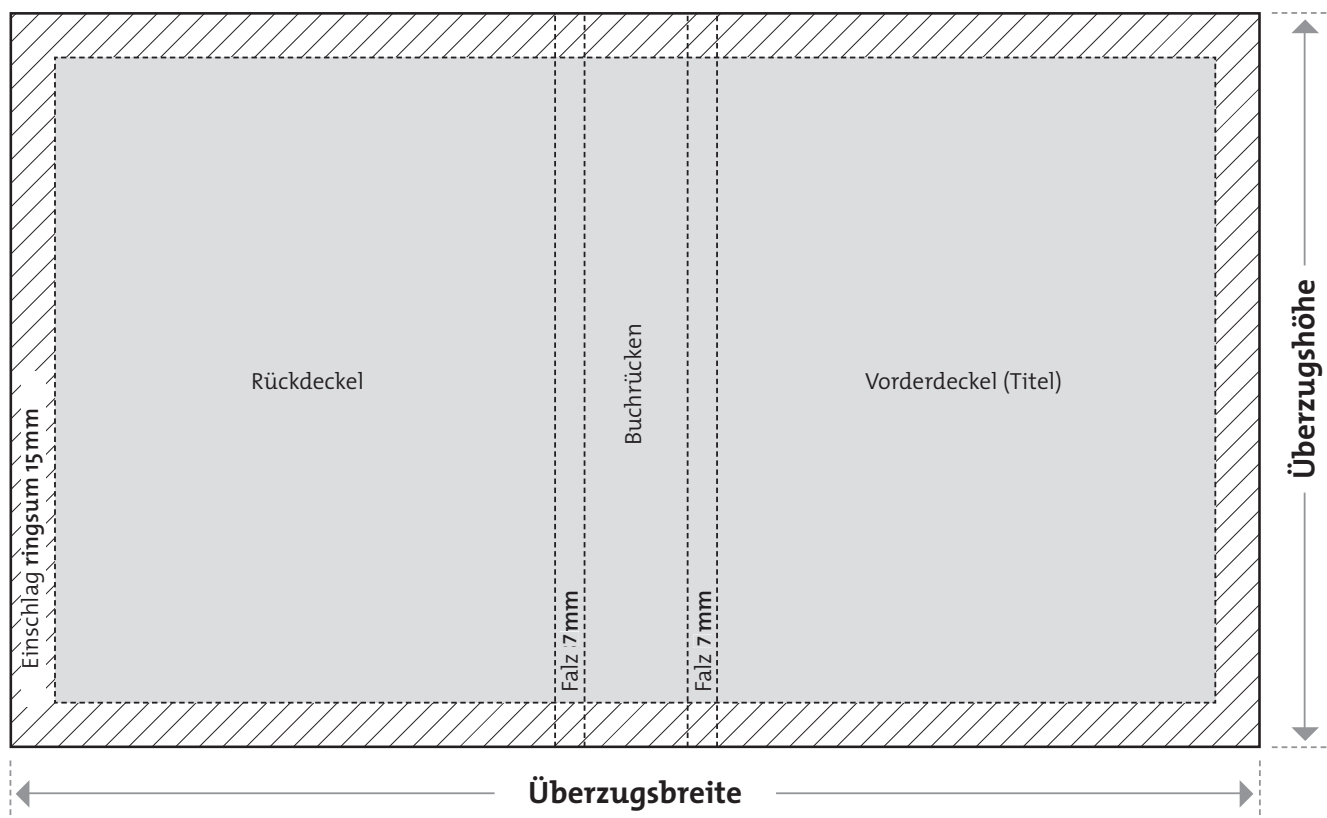 Rückdeckel
Buchrücken
Vorderdeckel (Titel)
Einschlag ringsum 15 mm
Falz 7 mm
Falz 7 mm
Überzugshöhe
Überzugsbreite